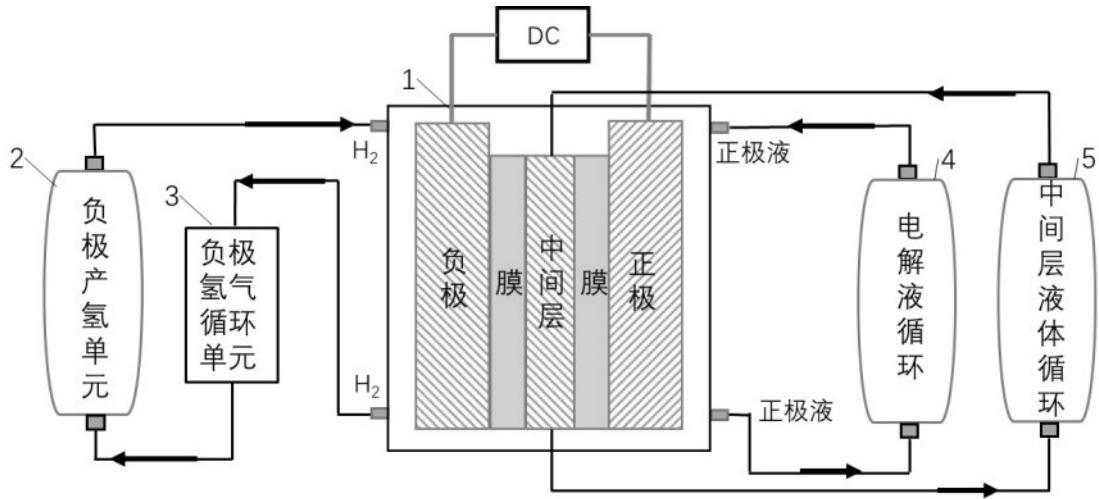 DC
1
2
H₂
正极液
4
5
3
负极产氢单元
负极
氢气
循环
单元
负极
膜
中间层
膜
正极
电解液循环
中间层液体循环
H₂
正极液